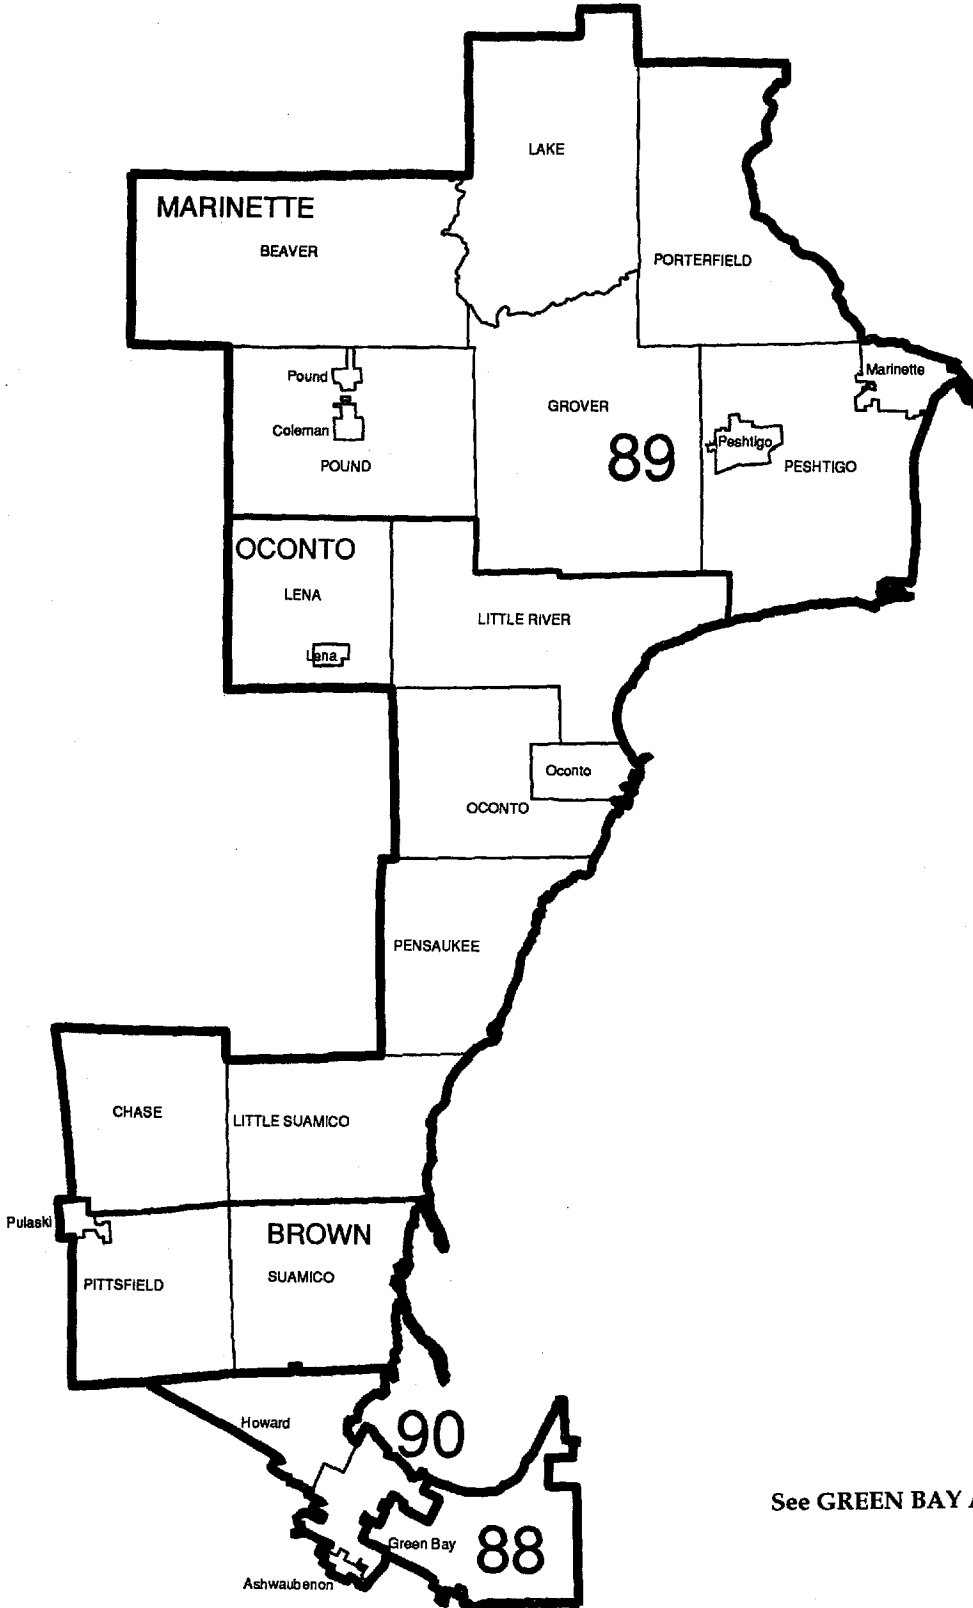 LAKE
MARINETTE
BEAVER
PORTERFIELD
Marinette
Pound
GROVER
Coleman
89
Peshtigo
POUND
PESHTIGO
OCONTO
LENA
LITTLE RIVER
Lena
Oconto
OCONTO
PENSAUKEE
CHASE
LITTLE SUAMICO
Pulaski
BROWN
SUAMICO
PITTSFIELD
Howard
90
See GREEN BAY
Green Bay
88
Ashwaubenon